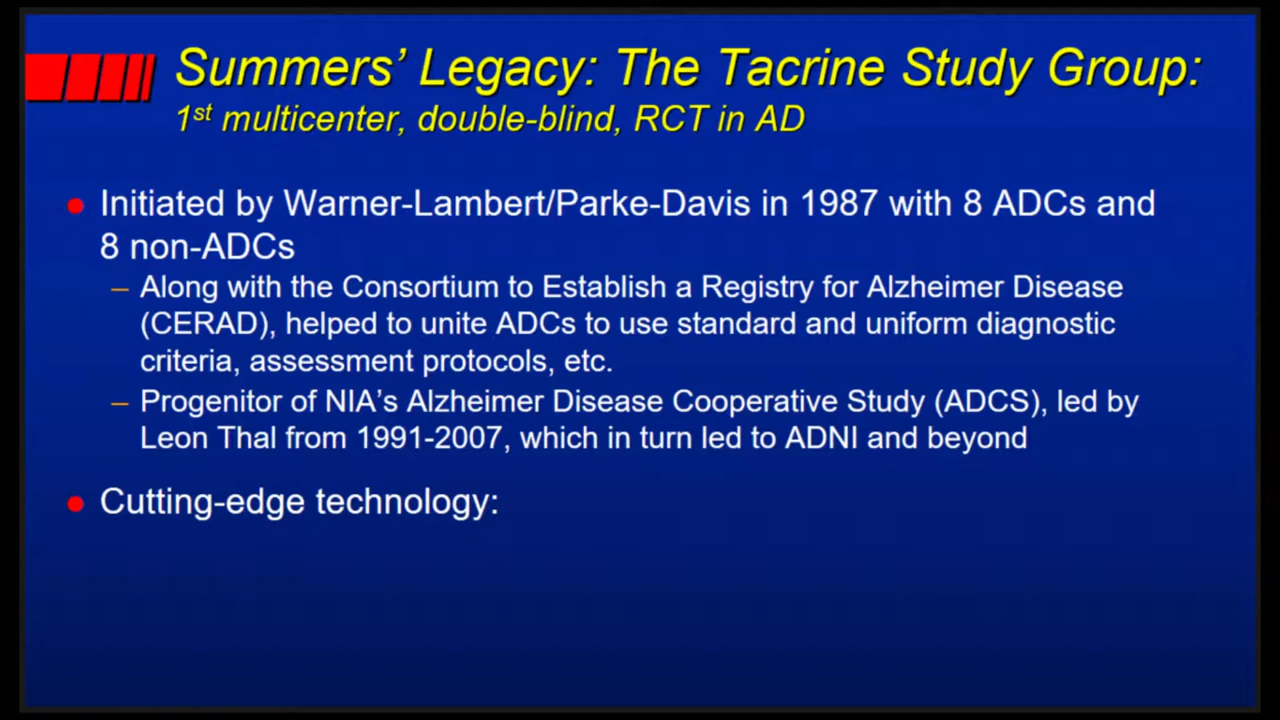 Summers’ Legacy: The Tacrine Study Group:
1st multicenter, double-blind, RCT in AD
● Initiated by Warner-Lambert/Parke-Davis in 1987 with 8 ADCs and
8 non-ADCs
– Along with the Consortium to Establish a Registry for Alzheimer Disease
(CERAD), helped to unite ADCs to use standard and uniform diagnostic
criteria, assessment protocols, etc.
– Progenitor of NIA’s Alzheimer Disease Cooperative Study (ADCS), led by
Leon Thal from 1991-2007, which in turn led to ADNI and beyond
● Cutting-edge technology: